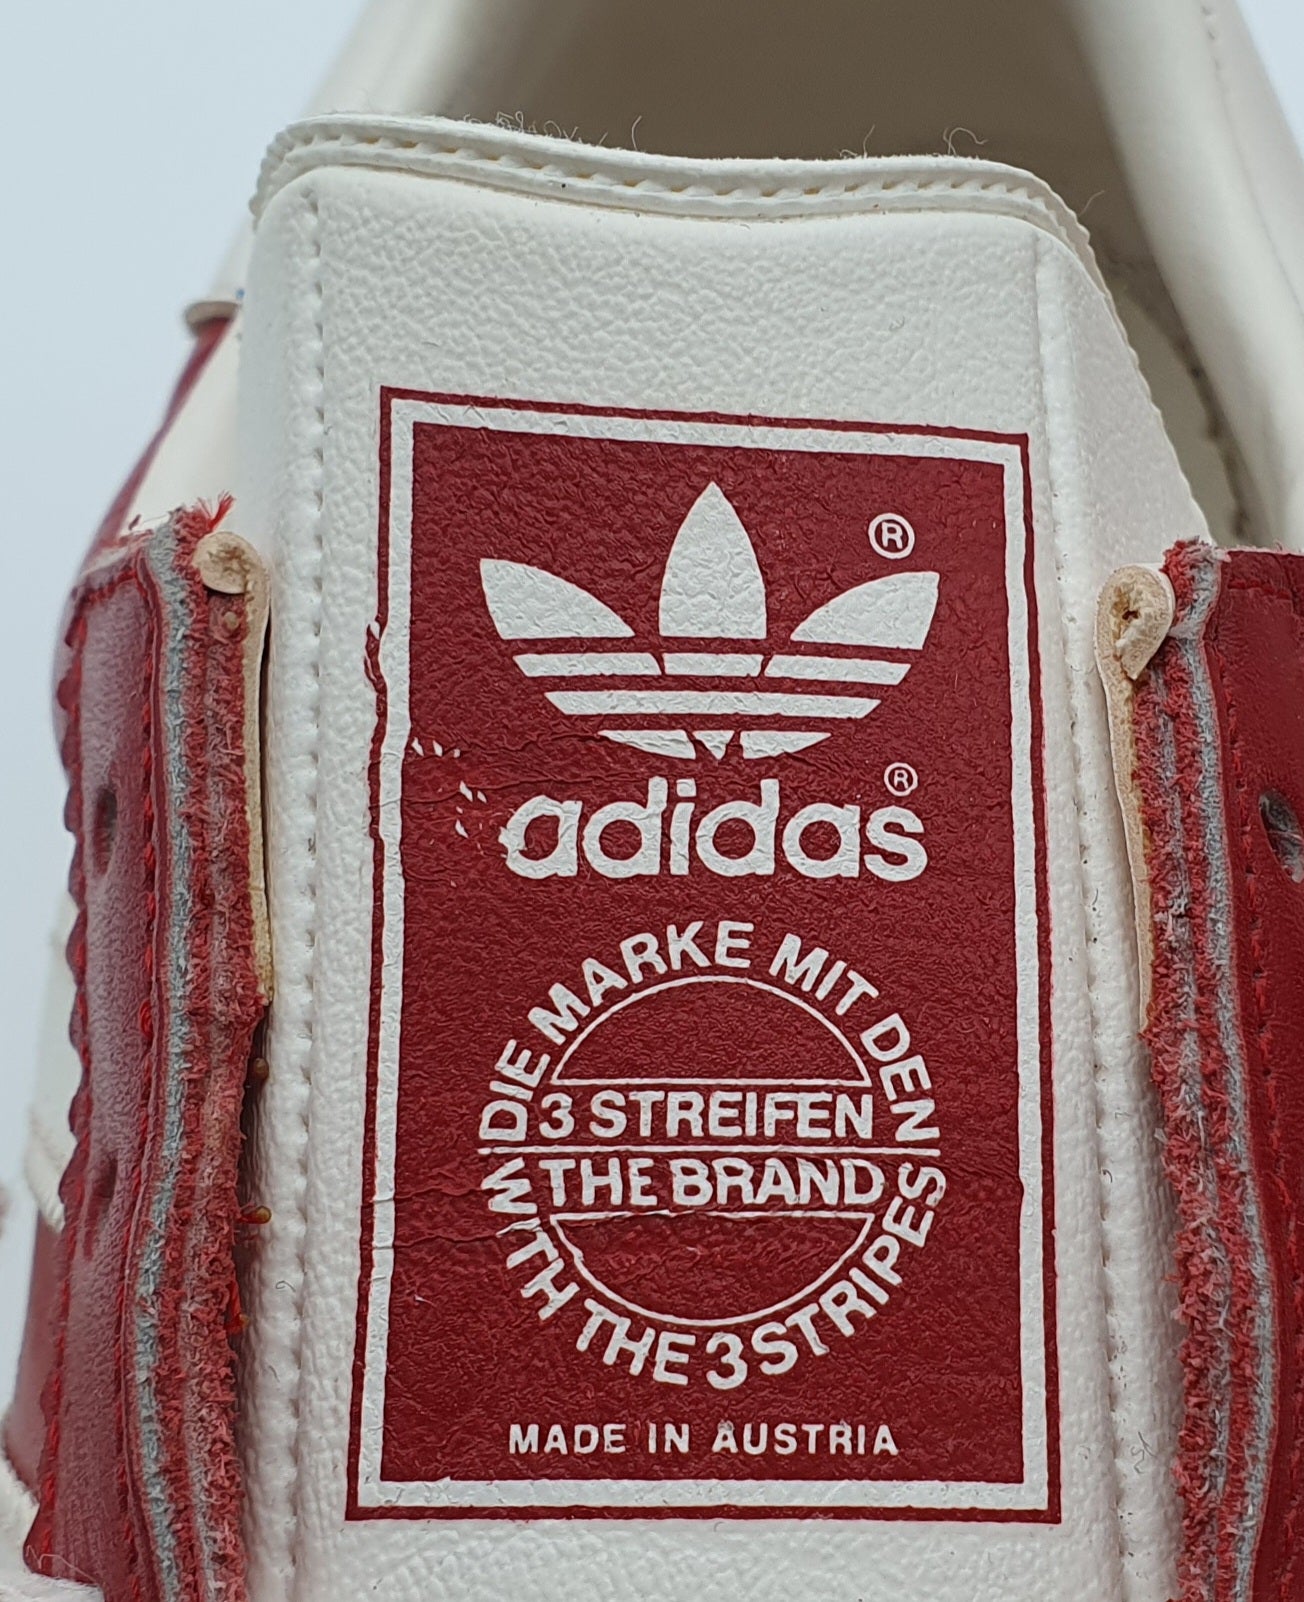 ®
adidas®
DIE MARKE MIT DEN
3 STREIFEN
THE BRAND
WITH THE 3 STRIPES
MADE IN AUSTRIA